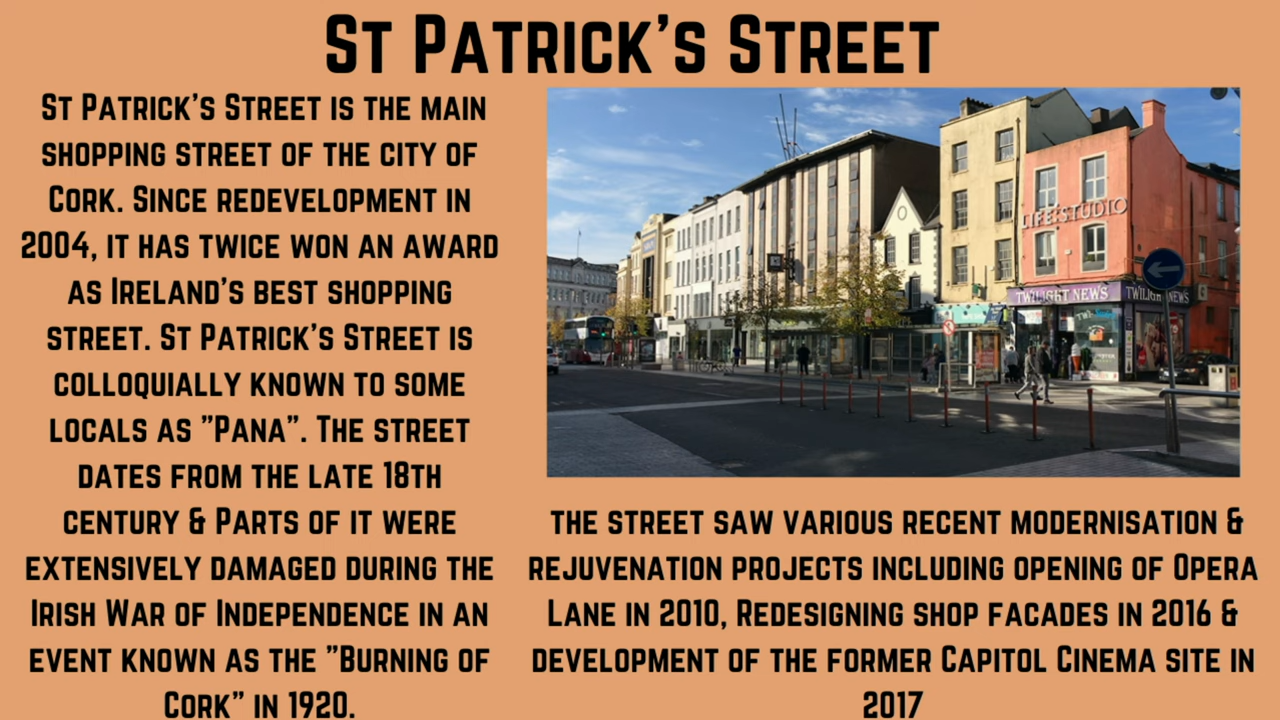 St Patrick's Street
St Patrick's Street is the main
shopping street of the city of
Cork. Since redevelopment in
2004, it has twice won an award
as Ireland's best shopping
street. St Patrick's Street is
colloquially known to some
locals as "Pana". The street
dates from the late 18th
century & Parts of it were
extensively damaged during the
Irish War of Independence in an
event known as the "Burning of
Cork" in 1920.
LIFE STUDIO
TWILIGHT NEWS
TWILIGHT NEWS
the street saw various recent modernisation &
rejuvenation projects including opening of Opera
Lane in 2010, Redesigning shop facades in 2016 &
development of the former Capitol Cinema site in
2017